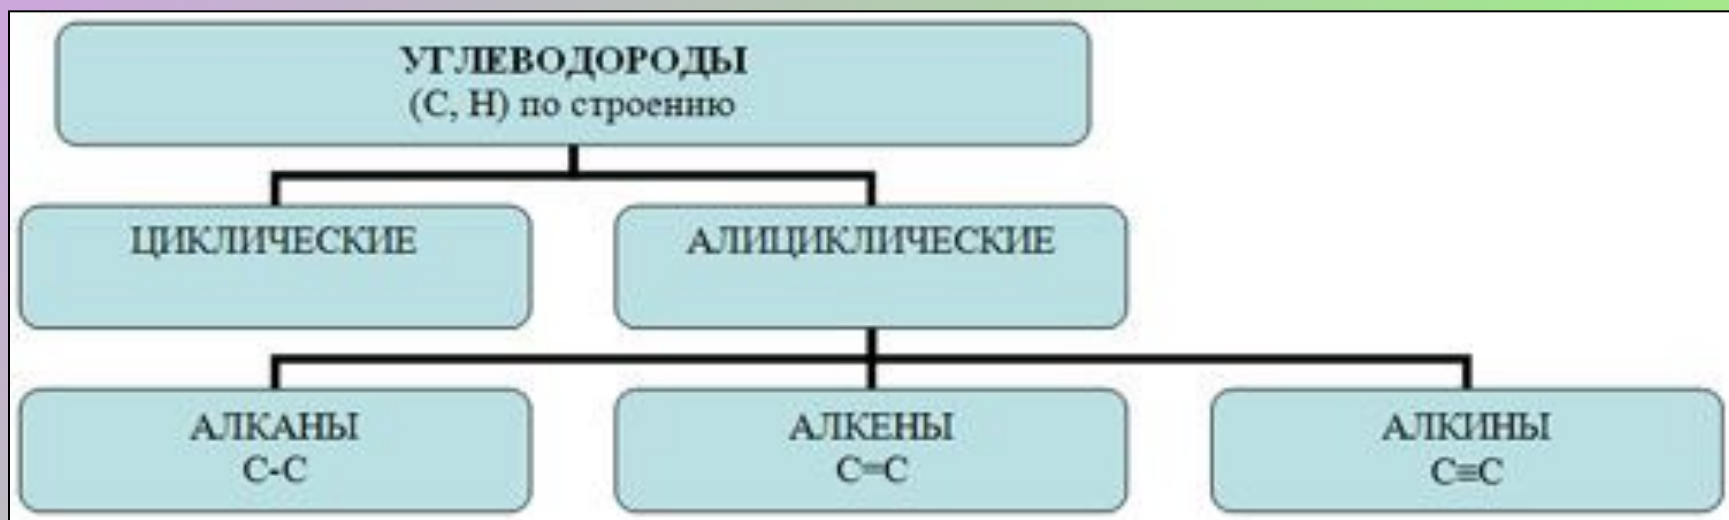 УГЛЕВОДОРОДЫ
(С, Н) по строению
ЦИКЛИЧЕСКИЕ
АЛИЦИКЛИЧЕСКИЕ
АЛКАНЫ
С-С
АЛКЕНЫ
С=С
АЛКИНЫ
С≡С